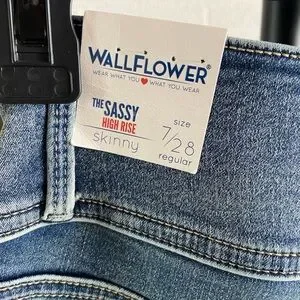 WALLFLOWER®
WEAR WHAT YOU ♥ WHAT YOU WEAR
THE SASSY
HIGH RISE
skinny
size
7/28
regular